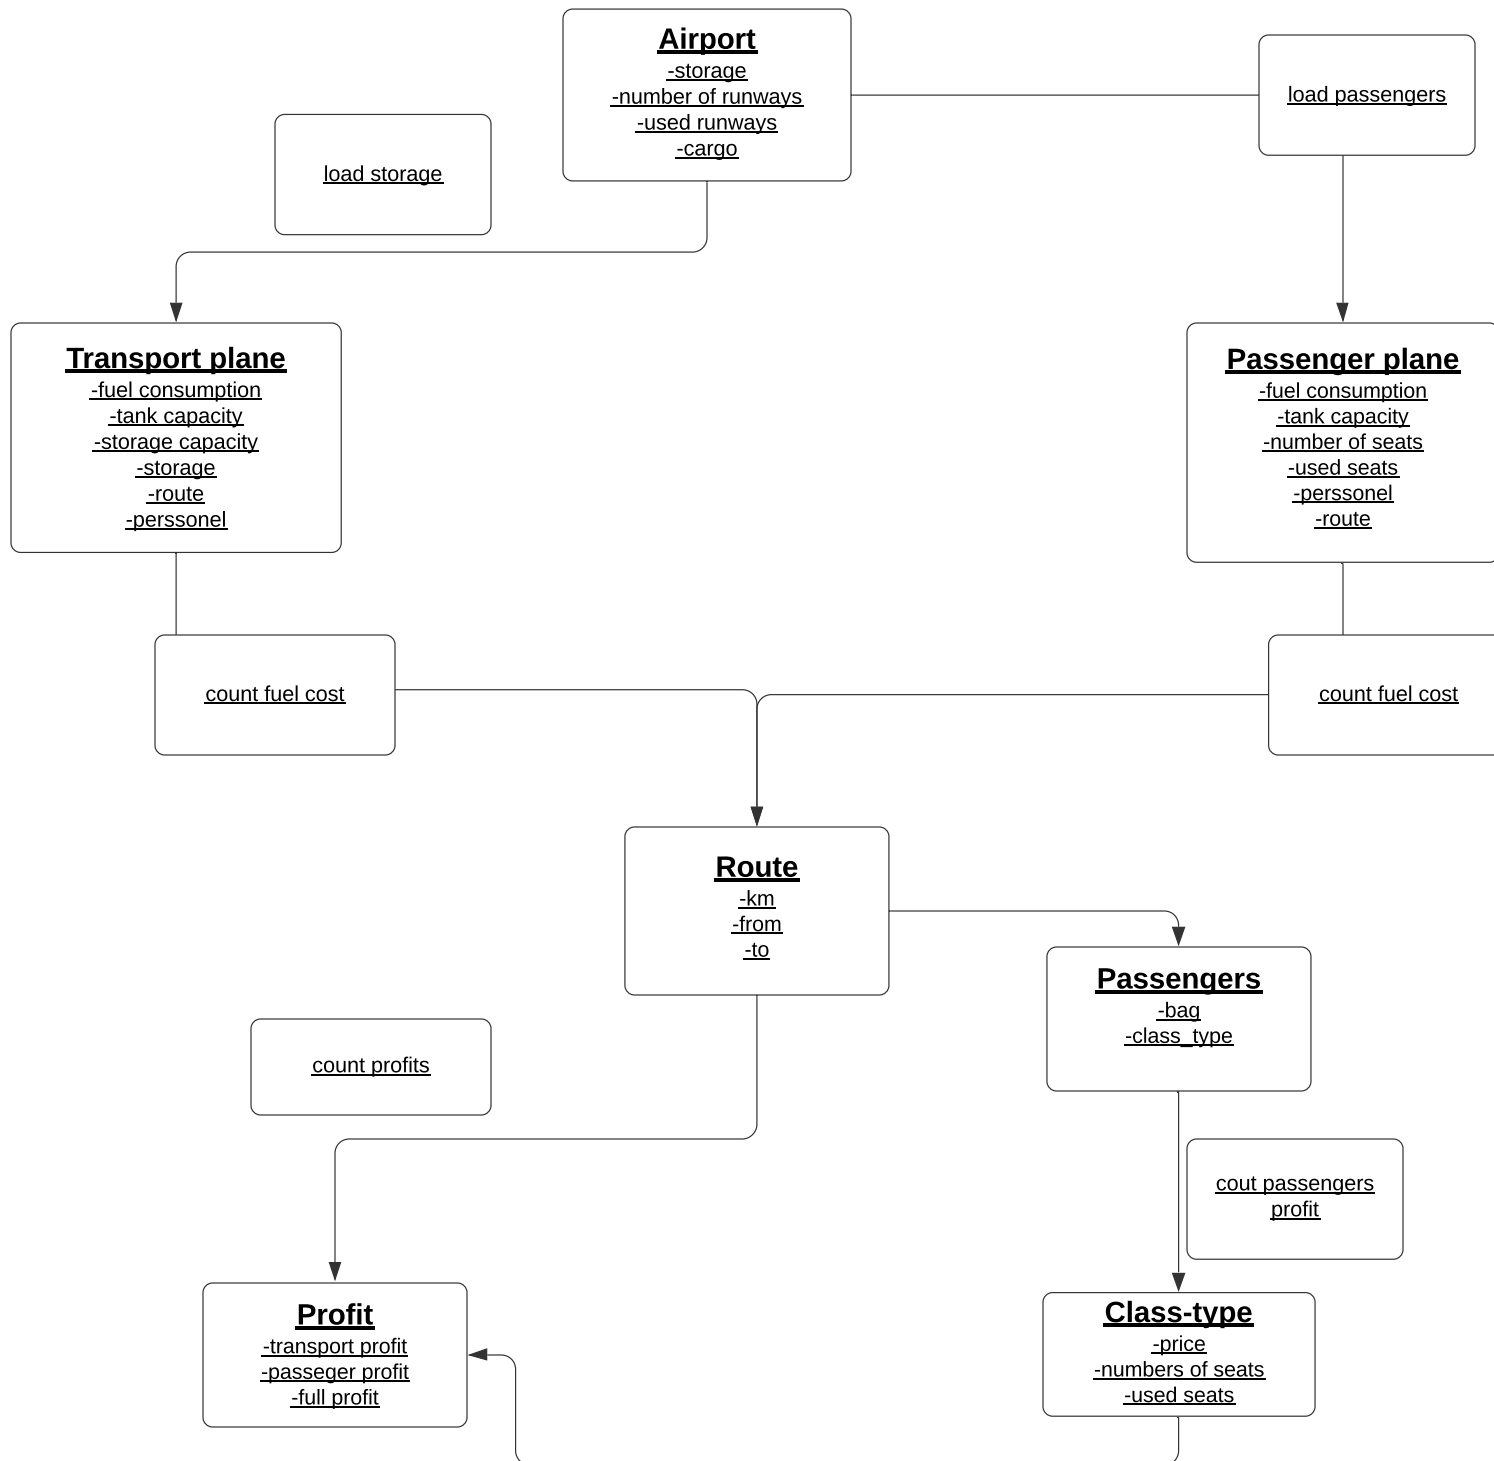 Airport
-storage
-number of runways
-used runways
-cargo
load passengers
load storage
Transport plane
-fuel consumption
-tank capacity
-storage capacity
-storage
-route
-perssonel
Passenger plane
-fuel consumption
-tank capacity
-number of seats
-used seats
-perssonel
-route
count fuel cost
count fuel cost
Route
-km
-from
-to
Passengers
-bag
-class_type
count profits
cout passengers
profit
Profit
-transport profit
-passeger profit
-full profit
Class-type
-price
-numbers of seats
-used seats